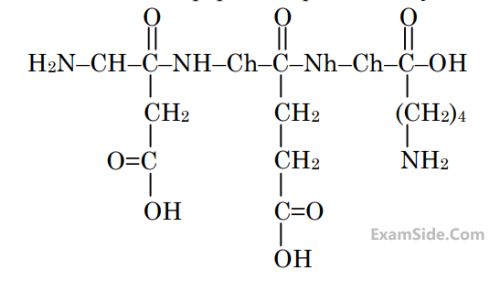 O O O
H2N–CH–C–NH–Ch–C–Nh–Ch–C–OH
CH2 CH2 (CH2)4
O=C CH2 NH2
OH C=O
ExamSide.Com
OH